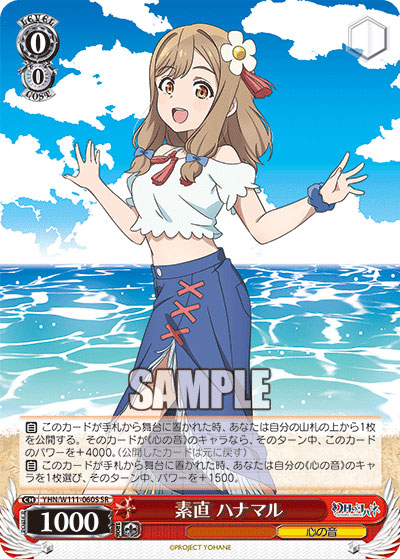 LEVEL
0
0
COST
SAMPLE
自 このカードが手札から舞台に置かれた時、あなたは自分の山札の上から1枚
を公開する。そのカードが《心の音》のキャラなら、そのターン中、このカード
のパワーを+4000。(公開したカードは元に戻す)
自 このカードが手札から舞台に置かれた時、あなたは自分の《心の音》のキャ
ラを1枚選び、そのターン中、パワーを+1500。
CH YHN/W111-060S SR
1000
素直 ハナマル
心の音
©PROJECT YOHANE